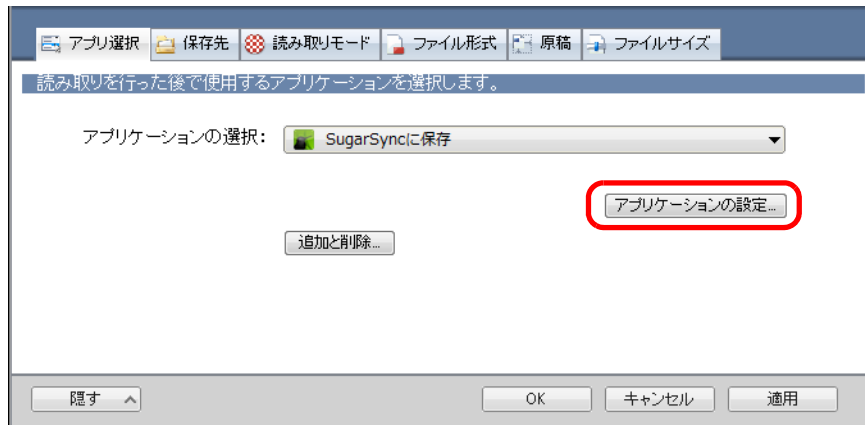 アプリ選択 保存先 読み取りモード ファイル形式 原稿 ファイルサイズ
読み取りを行った後で使用するアプリケーションを選択します。
アプリケーションの選択: SugarSyncに保存
アプリケーションの設定...
追加と削除...
隠す OK キャンセル 適用